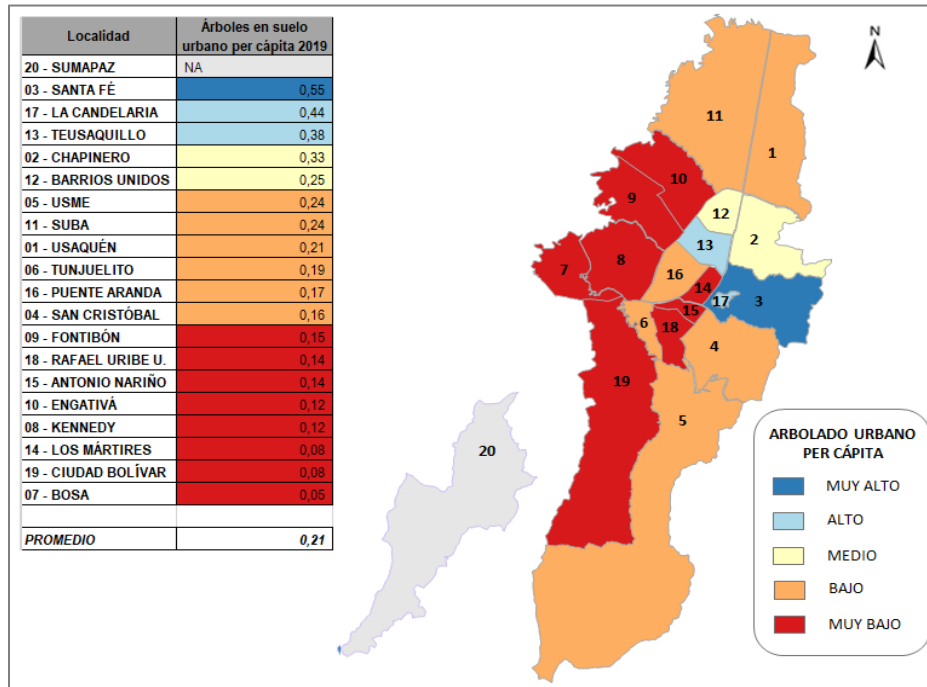 Localidad Árboles en suelo urbano per cápita 2019
20 - SUMAPAZ NA
03 - SANTA FÉ 0,55
17 - LA CANDELARIA 0,44
13 - TEUSAQUILLO 0,38
02 - CHAPINERO 0,33
12 - BARRIOS UNIDOS 0,25
05 - USME 0,24
11 - SUBA 0,24
01 - USAQUÉN 0,21
06 - TUNJUELITO 0,19
16 - PUENTE ARANDA 0,17
04 - SAN CRISTÓBAL 0,16
09 - FONTIBÓN 0,15
18 - RAFAEL URIBE U. 0,14
15 - ANTONIO NARIÑO 0,14
10 - ENGATIVÁ 0,12
08 - KENNEDY 0,12
14 - LOS MÁRTIRES 0,08
19 - CIUDAD BOLÍVAR 0,08
07 - BOSA 0,05
PROMEDIO 0,21
N
11
1
10
9
12
2
13
7
8
16
14
17
3
15
6
18
4
19
5
20
ARBOLADO URBANO
PER CÁPITA
MUY ALTO
ALTO
MEDIO
BAJO
MUY BAJO